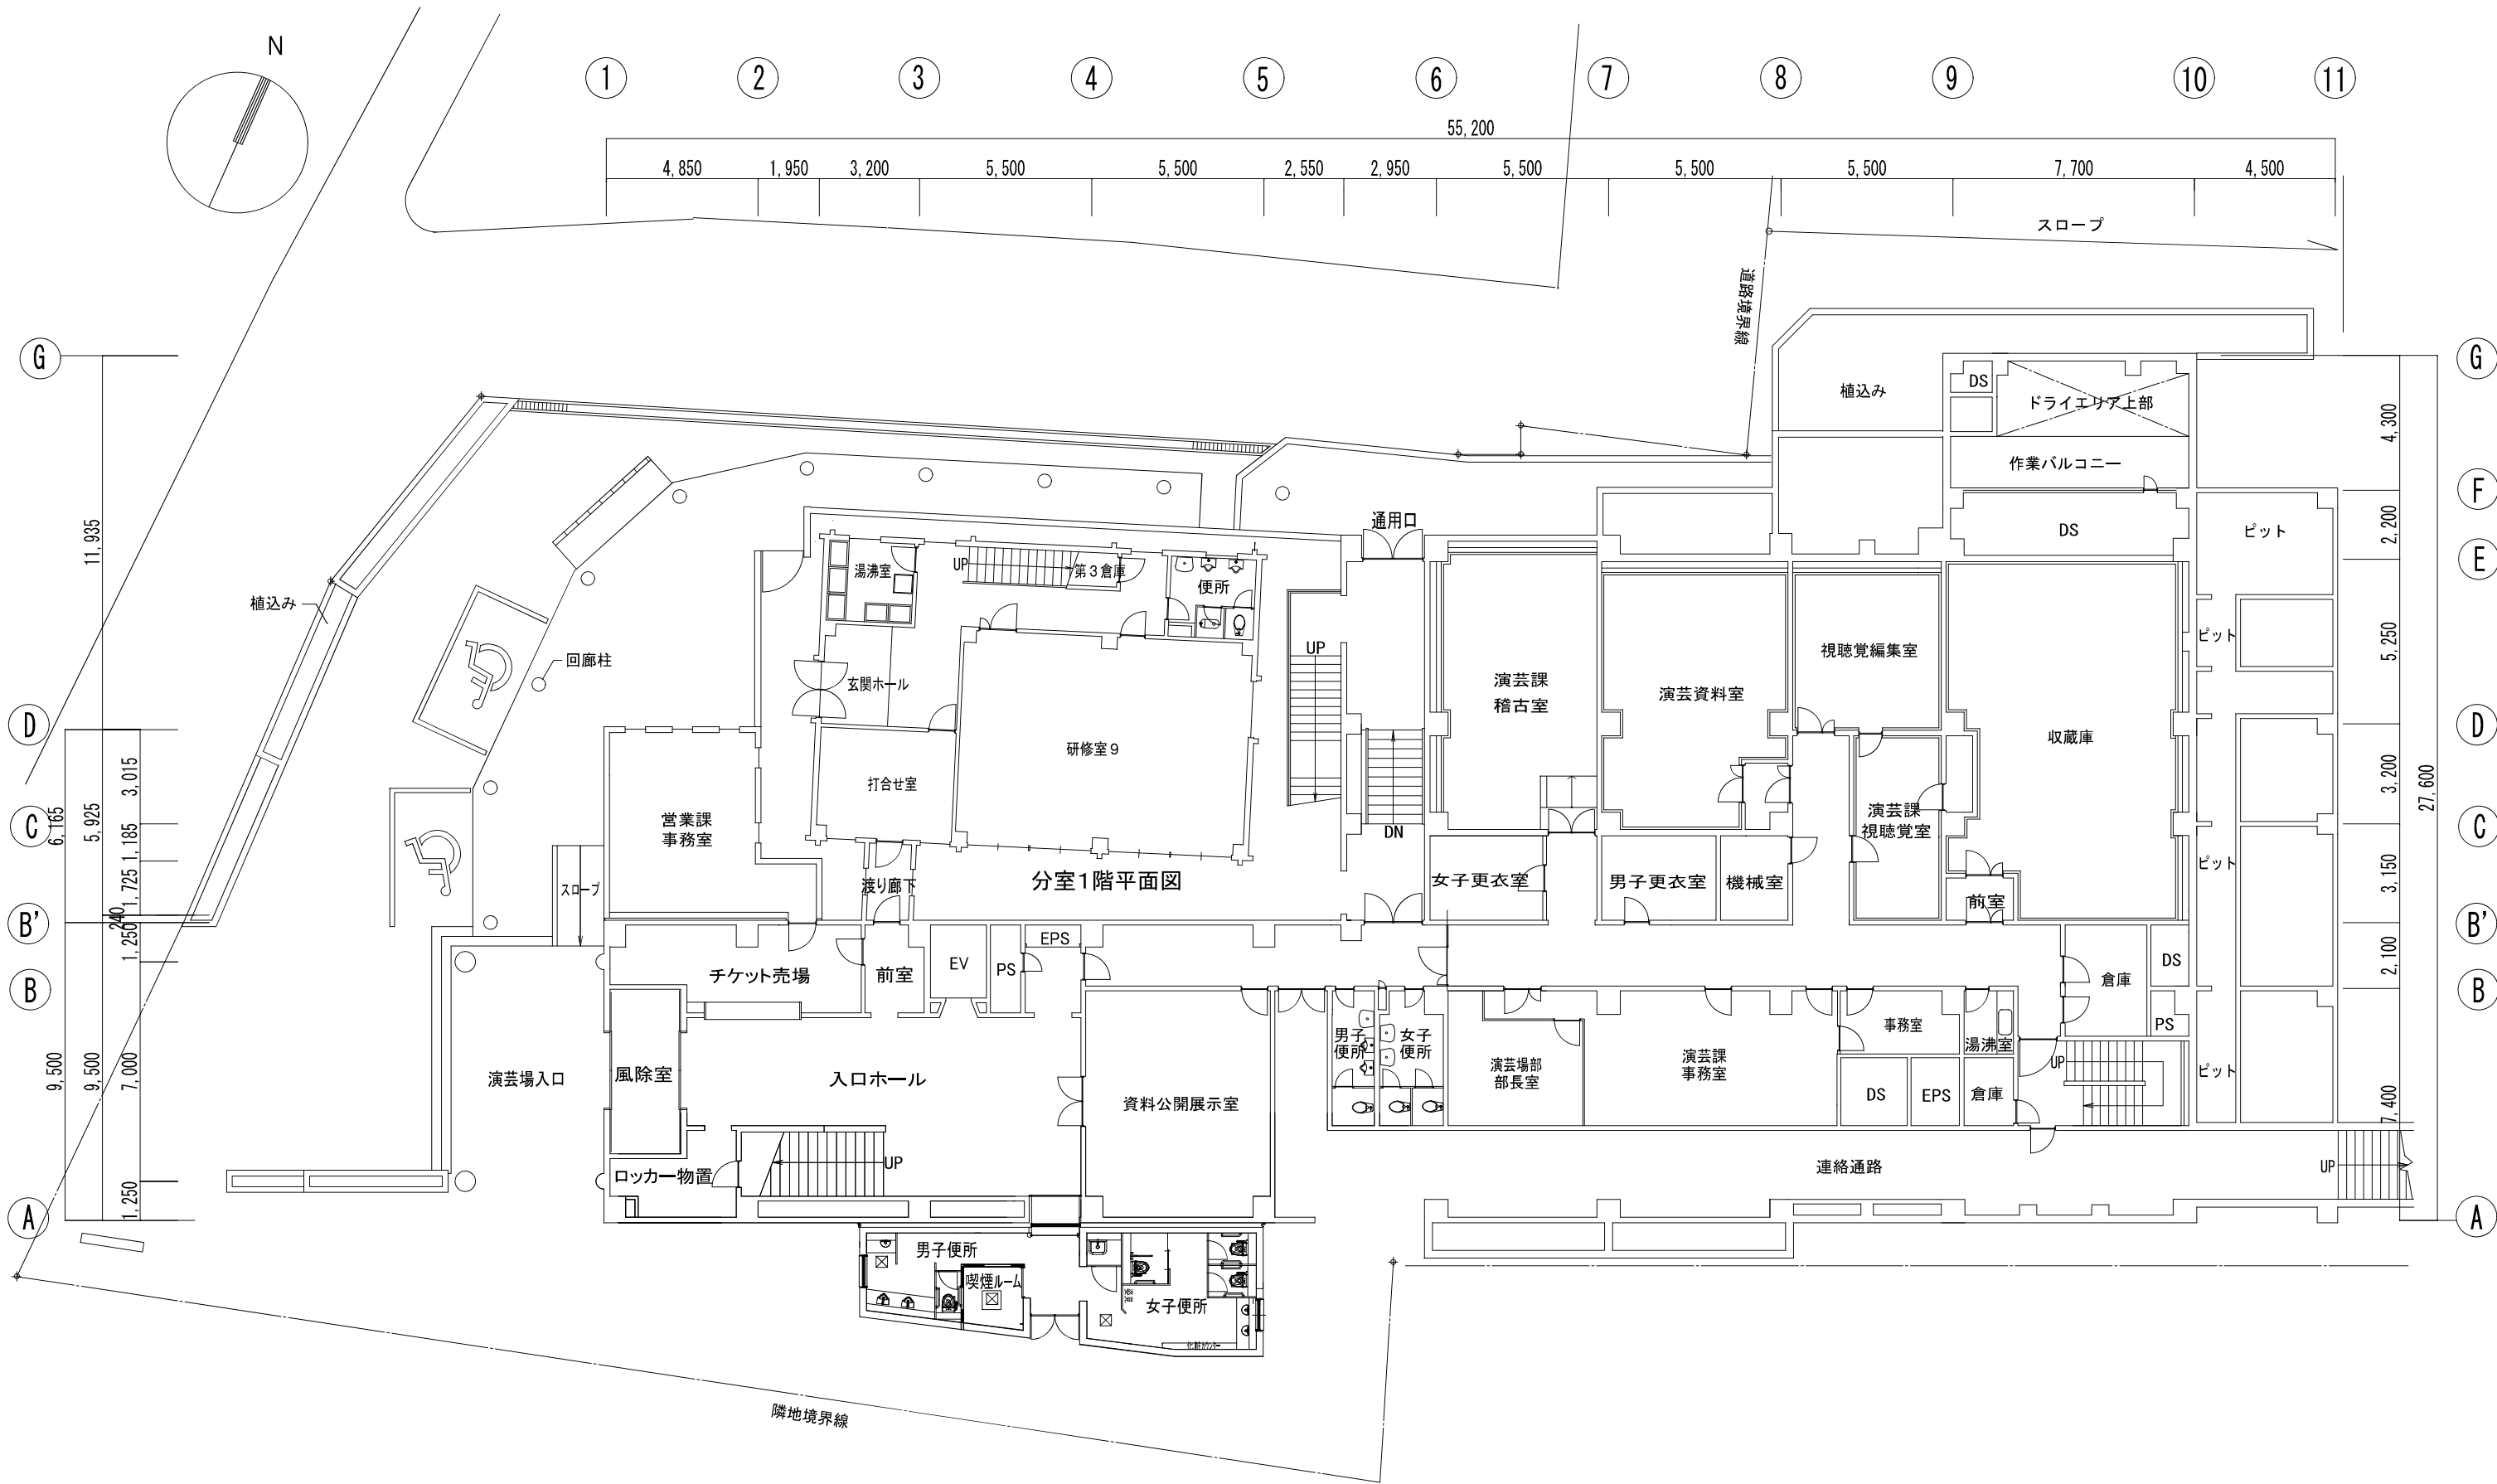 N
1 2 3 4 5 6 7 8 9 10 11
55,200
4,850 1,950 3,200 5,500 5,500 2,550 2,950 5,500 5,500 5,500 7,700 4,500
スロープ
道路境界線
G
G
植込み
DS
ドライエリア上部
4,300
作業バルコニー
F
11,935
通用口
DS
ピット
2,200
E
湯沸室
UP
第3倉庫
便所
植込み
回廊柱
UP
ピット
5,250
玄関ホール
演芸課
稽古室
演芸資料室
視聴覚編集室
D
D
研修室9
収蔵庫
3,015
打合せ室
3,200
27,600
C
6,165
5,925
営業課
事務室
DN
演芸課
視聴覚室
C
1,185
スロープ
渡り廊下
分室1階平面図
女子更衣室
男子更衣室
機械室
ピット
3,150
1,725
前室
B'
240
B'
1,250
EPS
チケット売場
前室
EV
PS
倉庫
DS
2,100
B
B
男子
便所
女子
便所
事務室
湯沸室
PS
9,500
9,500
7,000
演芸場入口
風除室
入口ホール
資料公開展示室
演芸場部
部長室
演芸課
事務室
DS
EPS
倉庫
UP
ピット
7,400
ロッカー物置
UP
連絡通路
UP
1,250
A
A
男子便所
喫煙ルーム
女子便所
化粧カウンター
隣地境界線